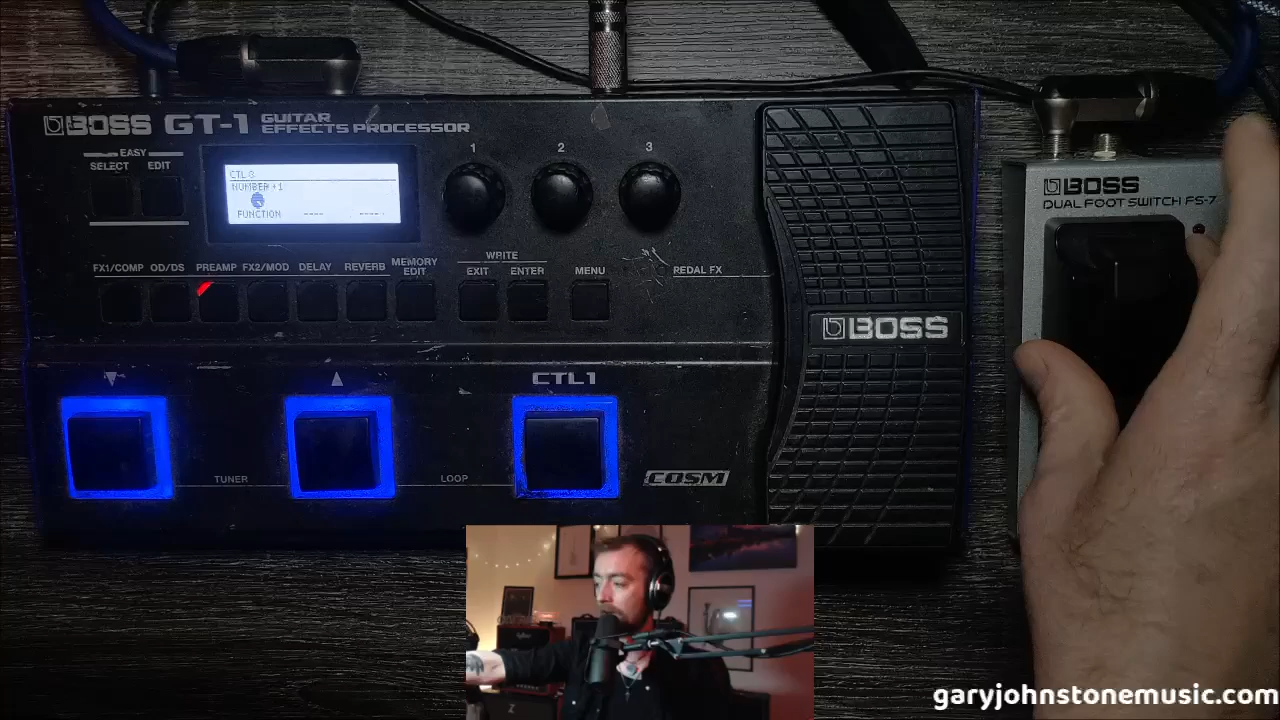 BOSS GT-1 GUITAR EFFECTS PROCESSOR
EASY
SELECT EDIT
CTL3
NUMBER +1
FUNCTION
1 2 3
FX1/COMP OD/DS PREAMP FX2/MOD DELAY REVERB MEMORY EDIT
WRITE
EXIT ENTER MENU
PEDAL FX
BOSS
BOSS
DUAL FOOT SWITCH FS-7
CTL1
TUNER
LOOP
COSM
garyjohnstonemusic.com